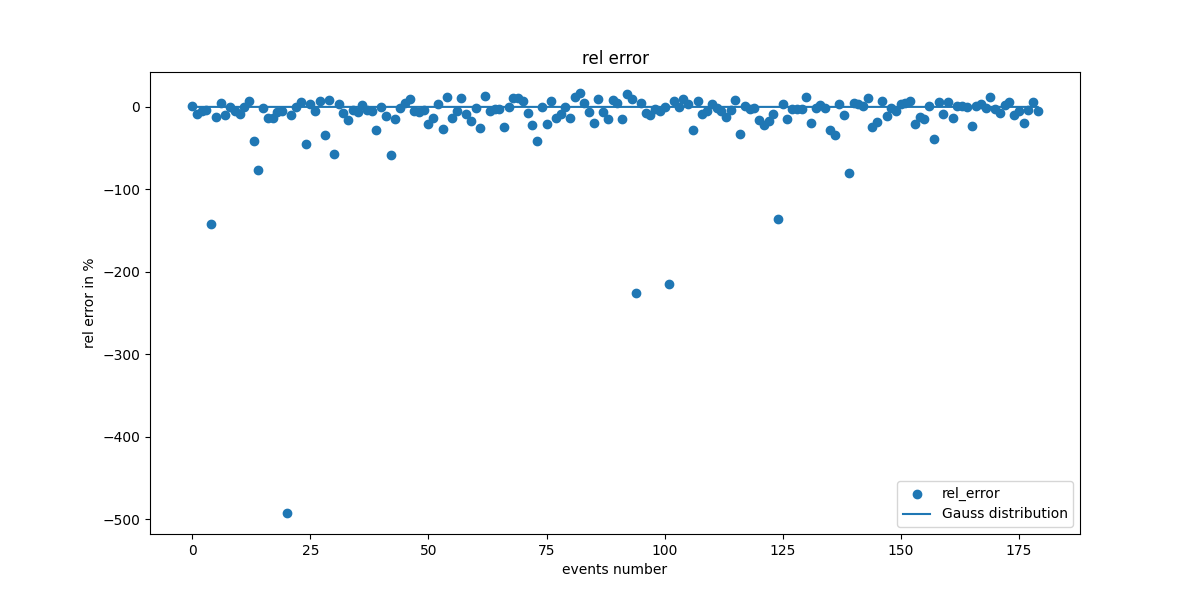 rel error
0
−100
−200
−300
−400
−500
rel error in %
0
25
50
75
100
125
150
175
events number
rel_error
Gauss distribution